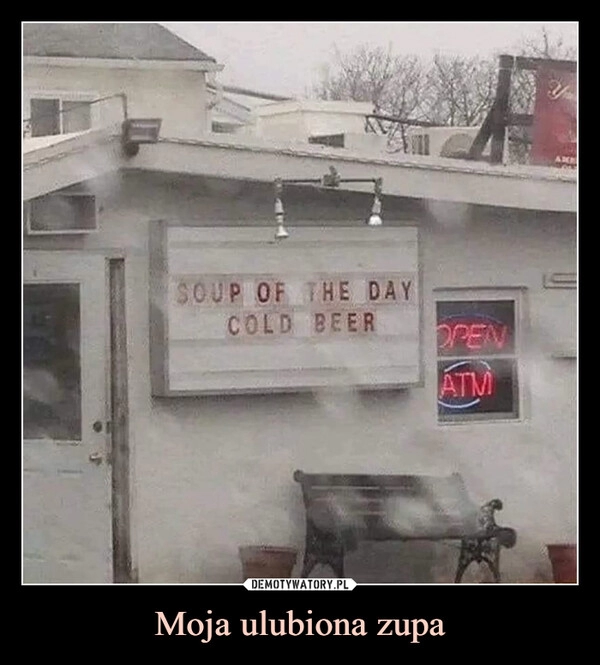 SOUP OF THE DAY
COLD BEER
OPEN
ATM
DEMOTYWATORY.PL
Moja ulubiona zupa